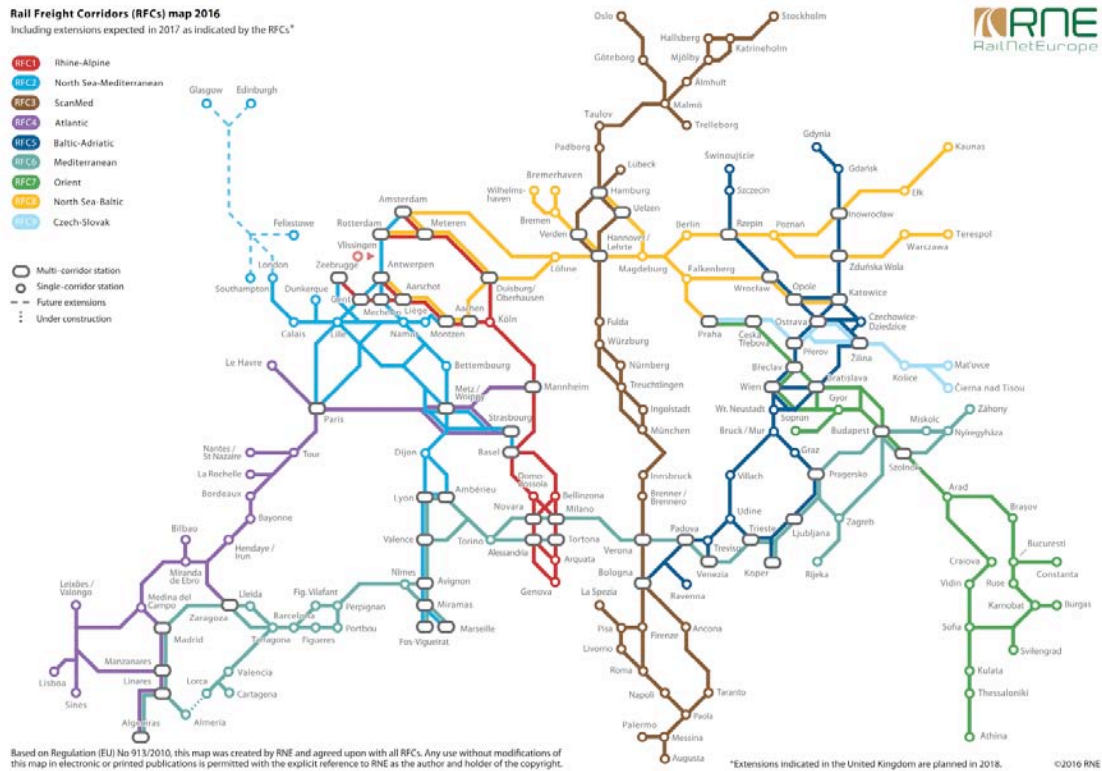 Rail Freight Corridors (RFCs) map 2016
Including extensions expected in 2017 as indicated by the RFCs*
RNE
RailNetEurope
RFC1 Rhine-Alpine
RFC2 North Sea-Mediterranean
RFC3 ScanMed
RFC4 Atlantic
RFC5 Baltic-Adriatic
RFC6 Mediterranean
RFC7 Orient
RFC8 North Sea-Baltic
RFC9 Czech-Slovak
Multi-corridor station
Single-corridor station
Future extensions
Under construction
Oslo
Stockholm
Hallsberg
Katrineholm
Göteborg
Mjölby
Älmhult
Malmö
Taulov
Trelleborg
Padborg
Glasgow
Edinburgh
Gdynia
Kaunas
Lübeck
Świnoujście
Gdańsk
Bremerhaven
Wilhelms-
haven
Hamburg
Szczecin
Ełk
Amsterdam
Bremen
Uelzen
Inowrocław
Felixstowe
Rotterdam
Meteren
Verden
Hannover /
Lehrte
Berlin
Rzepin
Poznań
Warszawa
Terespol
Vlissingen
Zeebrugge
Antwerpen
Löhne
Magdeburg
Zduńska Wola
London
Southampton
Dunkerque
Gent
Aarschot
Duisburg/
Oberhausen
Falkenberg
Wrocław
Opole
Katowice
Mechelen
Liège
Aachen
Calais
Lille
Namur
Montzen
Köln
Fulda
Praha
Ceska
Třebova
Ostrava
Czechowice-
Dziedzice
Würzburg
Přerov
Žilina
Le Havre
Bettembourg
Nürnberg
Břeclav
Košice
Maťovce
Čierna nad Tisou
Metz /
Woippy
Mannheim
Treuchtlingen
Wien
Bratislava
Paris
Strasbourg
Ingolstadt
Wr. Neustadt
Sopron
Gyor
Miskolc
Záhony
Nyíregyháza
München
Bruck / Mur
Budapest
Nantes /
St Nazaire
Tour
Dijon
Basel
Graz
Szolnok
La Rochelle
Domo-
dossola
Innsbruck
Villach
Pragersko
Bordeaux
Lyon
Ambérieu
Bellinzona
Brenner /
Brennero
Arad
Brașov
Bayonne
Novara
Milano
Udine
Trieste
Ljubljana
Zagreb
Bilbao
Hendaye /
Irun
Valence
Torino
Alessandria
Tortona
Verona
Padova
Treviso
Bucuresti
Miranda
de Ebro
Arquata
Bologna
Venezia
Koper
Rijeka
Craiova
Constanta
Leixões /
Valongo
Nîmes
Avignon
Genova
Ravenna
Vidin
Ruse
Medina del
Campo
Lleida
Fig. Vilafant
Perpignan
La Spezia
Karnobat
Burgas
Zaragoza
Barcelona
Miramas
Madrid
Tarragona
Figueres
Portbou
Fos-Vigueirat
Marseille
Pisa
Firenze
Ancona
Sofia
Livorno
Svilengrad
Manzanares
Valencia
Roma
Kulata
Lisboa
Linares
Lorca
Cartagena
Napoli
Taranto
Thessaloniki
Sines
Almeria
Paola
Algeciras
Palermo
Messina
Athina
Augusta
Based on Regulation (EU) No 913/2010, this map was created by RNE and agreed upon with all RFCs. Any use without modifications of
this map in electronic or printed publications is permitted with the explicit reference to RNE as the author and holder of the copyright.
*Extensions indicated in the United Kingdom are planned in 2018.
©2016 RNE